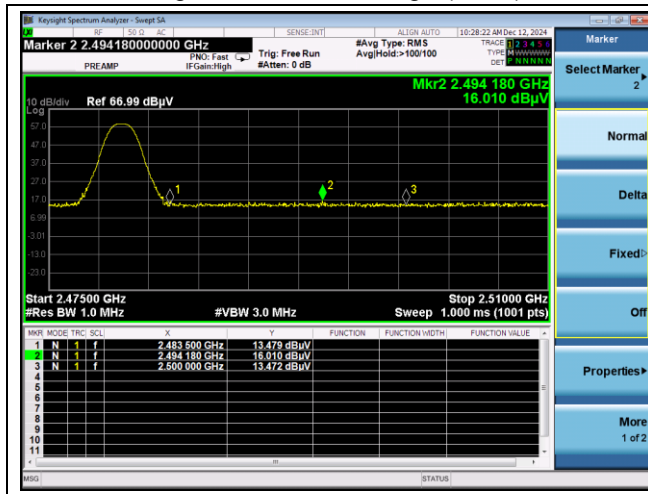 Keysight Spectrum Analyzer - Swept SA
RF 50 Ω AC SENSE:INT ALIGN AUTO 10:28:22 AM Dec 12, 2024
Marker 2 2.494180000000 GHz #Avg Type: RMS TRACE 1 2 3 4 5 6
PNO: Fast Trig: Free Run Avg|Hold:>100/100 TYPE MWWWWW
PREAMP IFGain:High #Atten: 0 dB DET P N N N N N
Mkr2 2.494 180 GHz
10 dB/div Ref 66.99 dBµV 16.010 dBµV
Log
57.0
47.0
37.0
27.0
17.0
6.99
-3.01
-13.0
-23.0
1
2
3
Start 2.47500 GHz Stop 2.51000 GHz
#Res BW 1.0 MHz #VBW 3.0 MHz Sweep 1.000 ms (1001 pts)
MKR MODE TRC SCL X Y FUNCTION FUNCTION WIDTH FUNCTION VALUE
1 N 1 f 2.483 500 GHz 13.479 dBµV
2 N 1 f 2.494 180 GHz 16.010 dBµV
3 N 1 f 2.500 000 GHz 13.472 dBµV
4
5
6
7
8
9
10
11
MSG STATUS
Marker
Select Marker
2
Normal
Delta
Fixed
Off
Properties
More
1 of 2